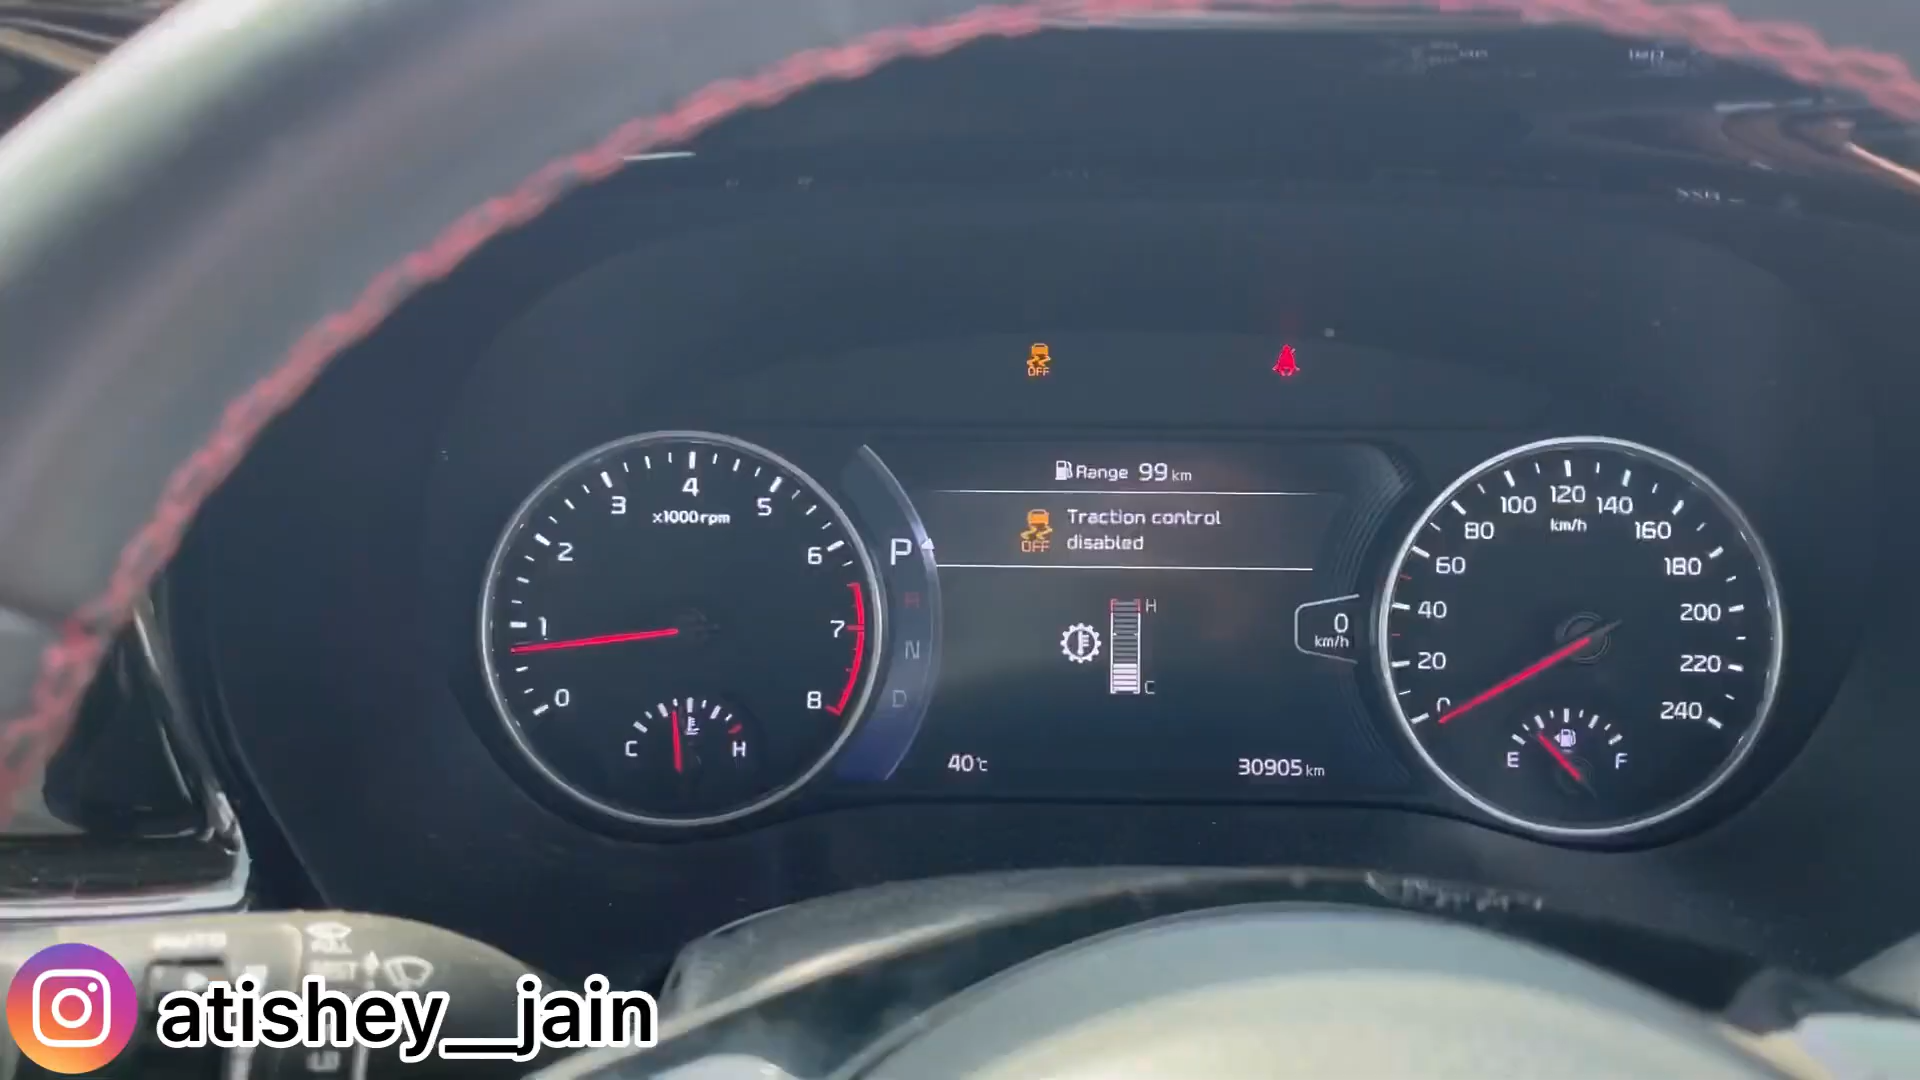 OFF
Range 99 km
Traction control
OFF
disabled
4
3
5
x1000rpm
2
6
1
7
0
8
C
H
P
R
N
D
H
C
0
km/h
40°c
30905 km
120
100
140
km/h
80
160
60
180
40
200
20
220
0
240
E
F
atishey__jain